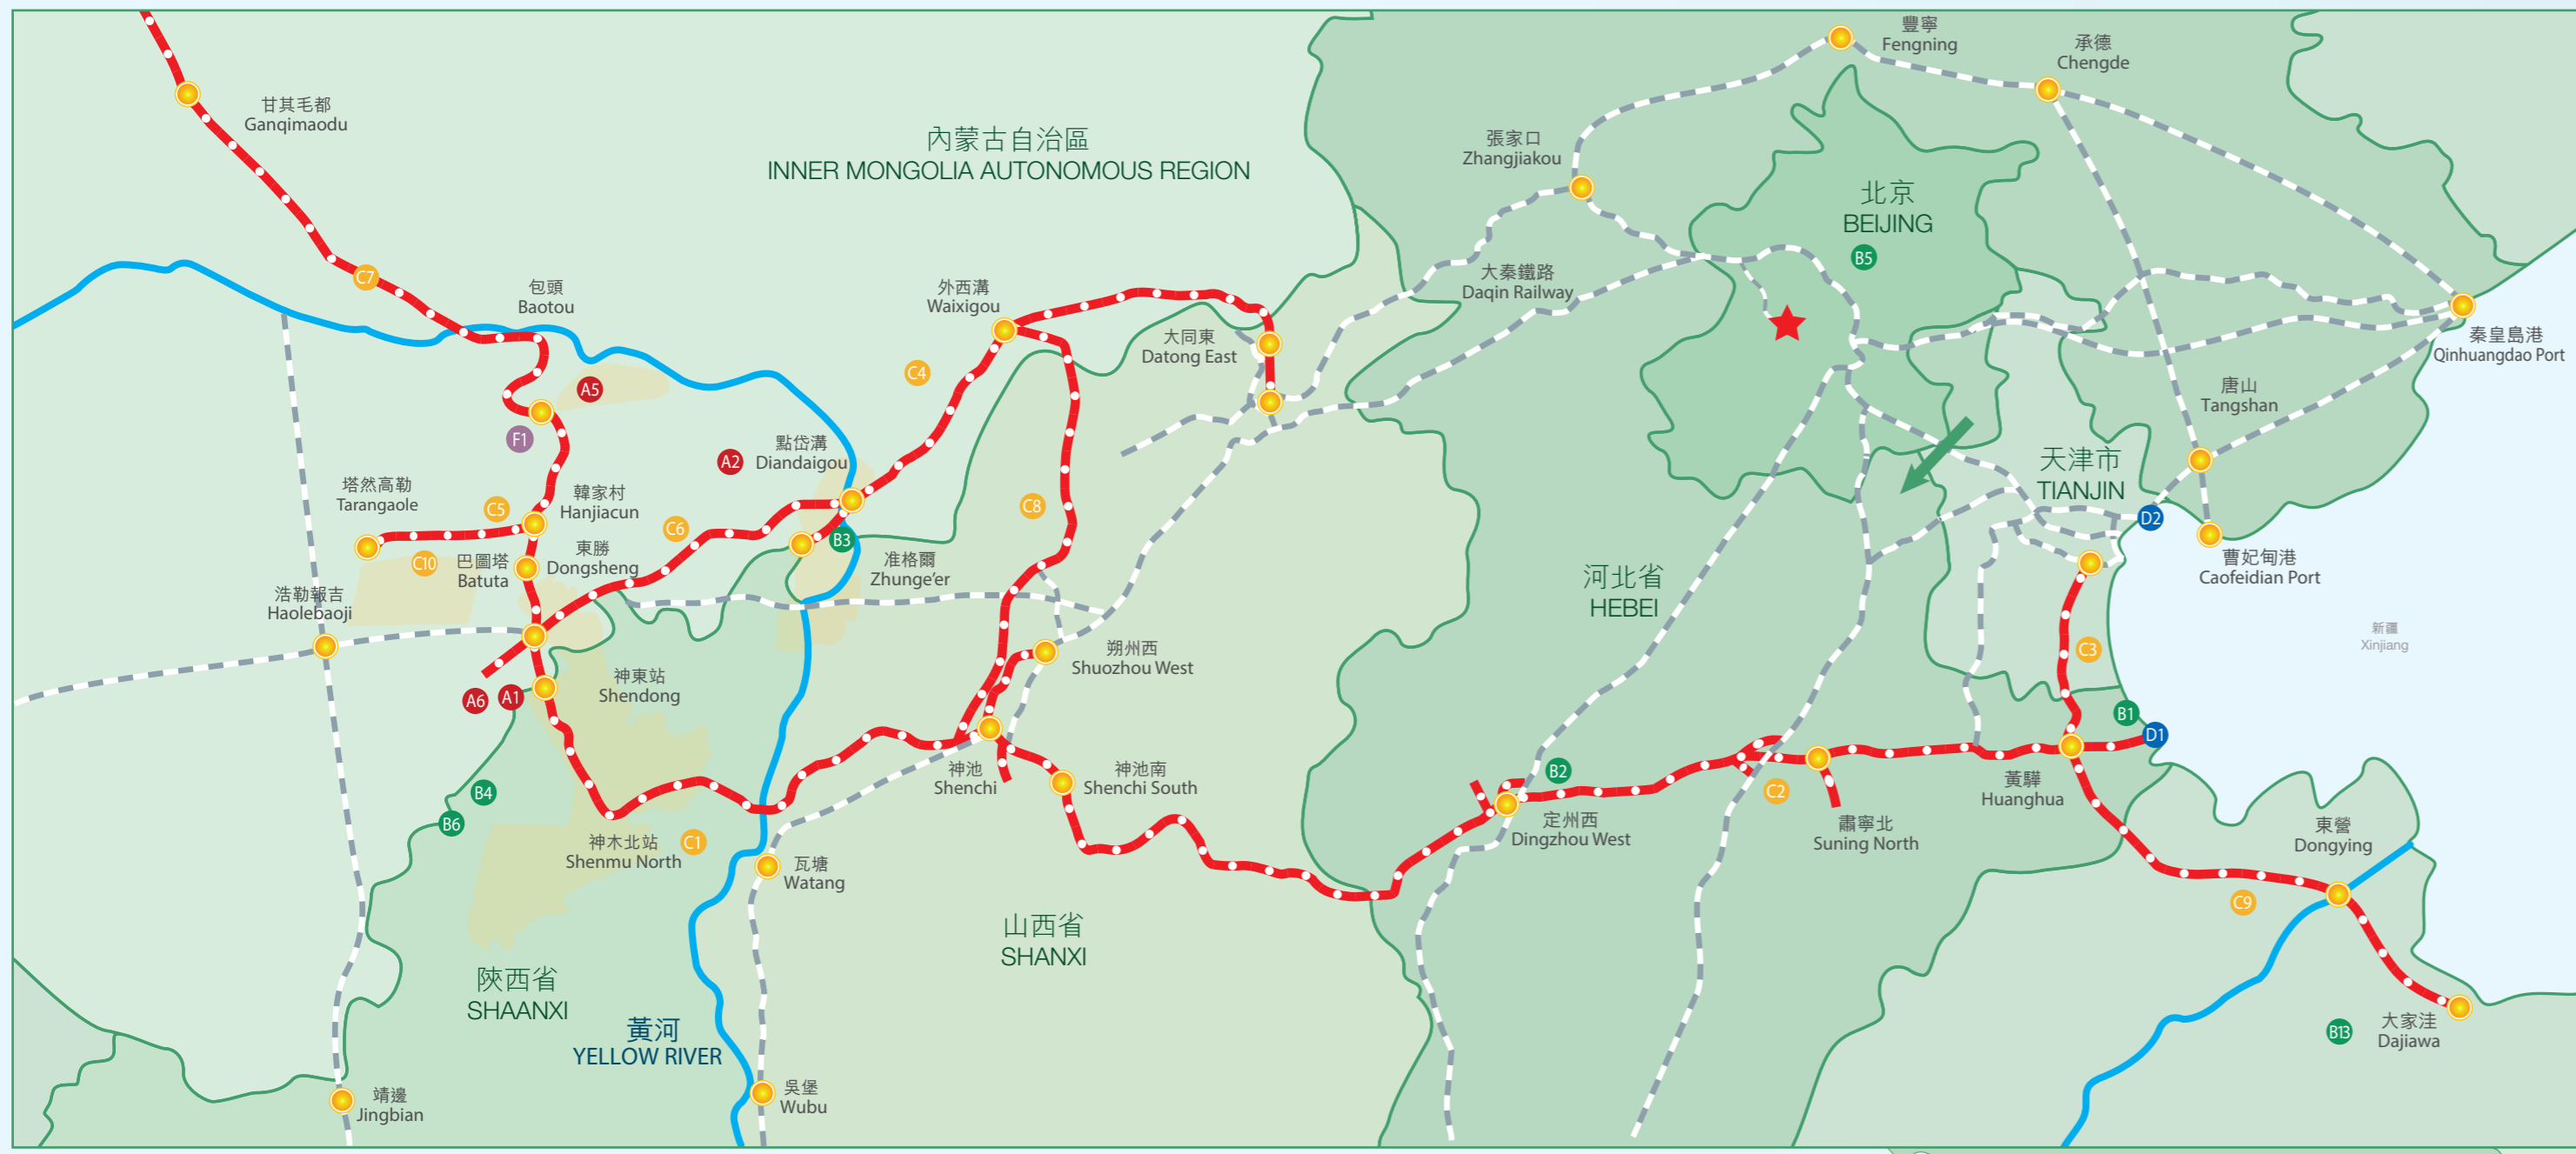 豐寧
Fengning
承德
Chengde
甘其毛都
Ganqimaodu
內蒙古自治區
INNER MONGOLIA AUTONOMOUS REGION
張家口
Zhangjiakou
北京
BEIJING
B5
C7
包頭
Baotou
外西溝
Waixigou
大秦鐵路
Daqin Railway
大同東
Datong East
秦皇島港
Qinhuangdao Port
C4
A5
唐山
Tangshan
F1
A2
點岱溝
Diandaigou
天津市
TIANJIN
塔然高勒
Tarangaole
C5
韓家村
Hanjiacun
C6
C8
D2
B3
東勝
Dongsheng
巴圖塔
Batuta
C10
准格爾
Zhunge'er
曹妃甸港
Caofeidian Port
河北省
HEBEI
浩勒報吉
Haolebaoji
新疆
Xinjiang
C3
朔州西
Shuozhou West
神東站
Shendong
A6
A1
B1
D1
神池
Shenchi
神池南
Shenchi South
B2
C2
黃驊
Huanghua
B4
B6
定州西
Dingzhou West
肅寧北
Suning North
東營
Dongying
神木北站
Shenmu North
C1
瓦塘
Watang
C9
山西省
SHANXI
陝西省
SHAANXI
黃河
YELLOW RIVER
B13
大家洼
Dajiawa
靖邊
Jingbian
吳堡
Wubu